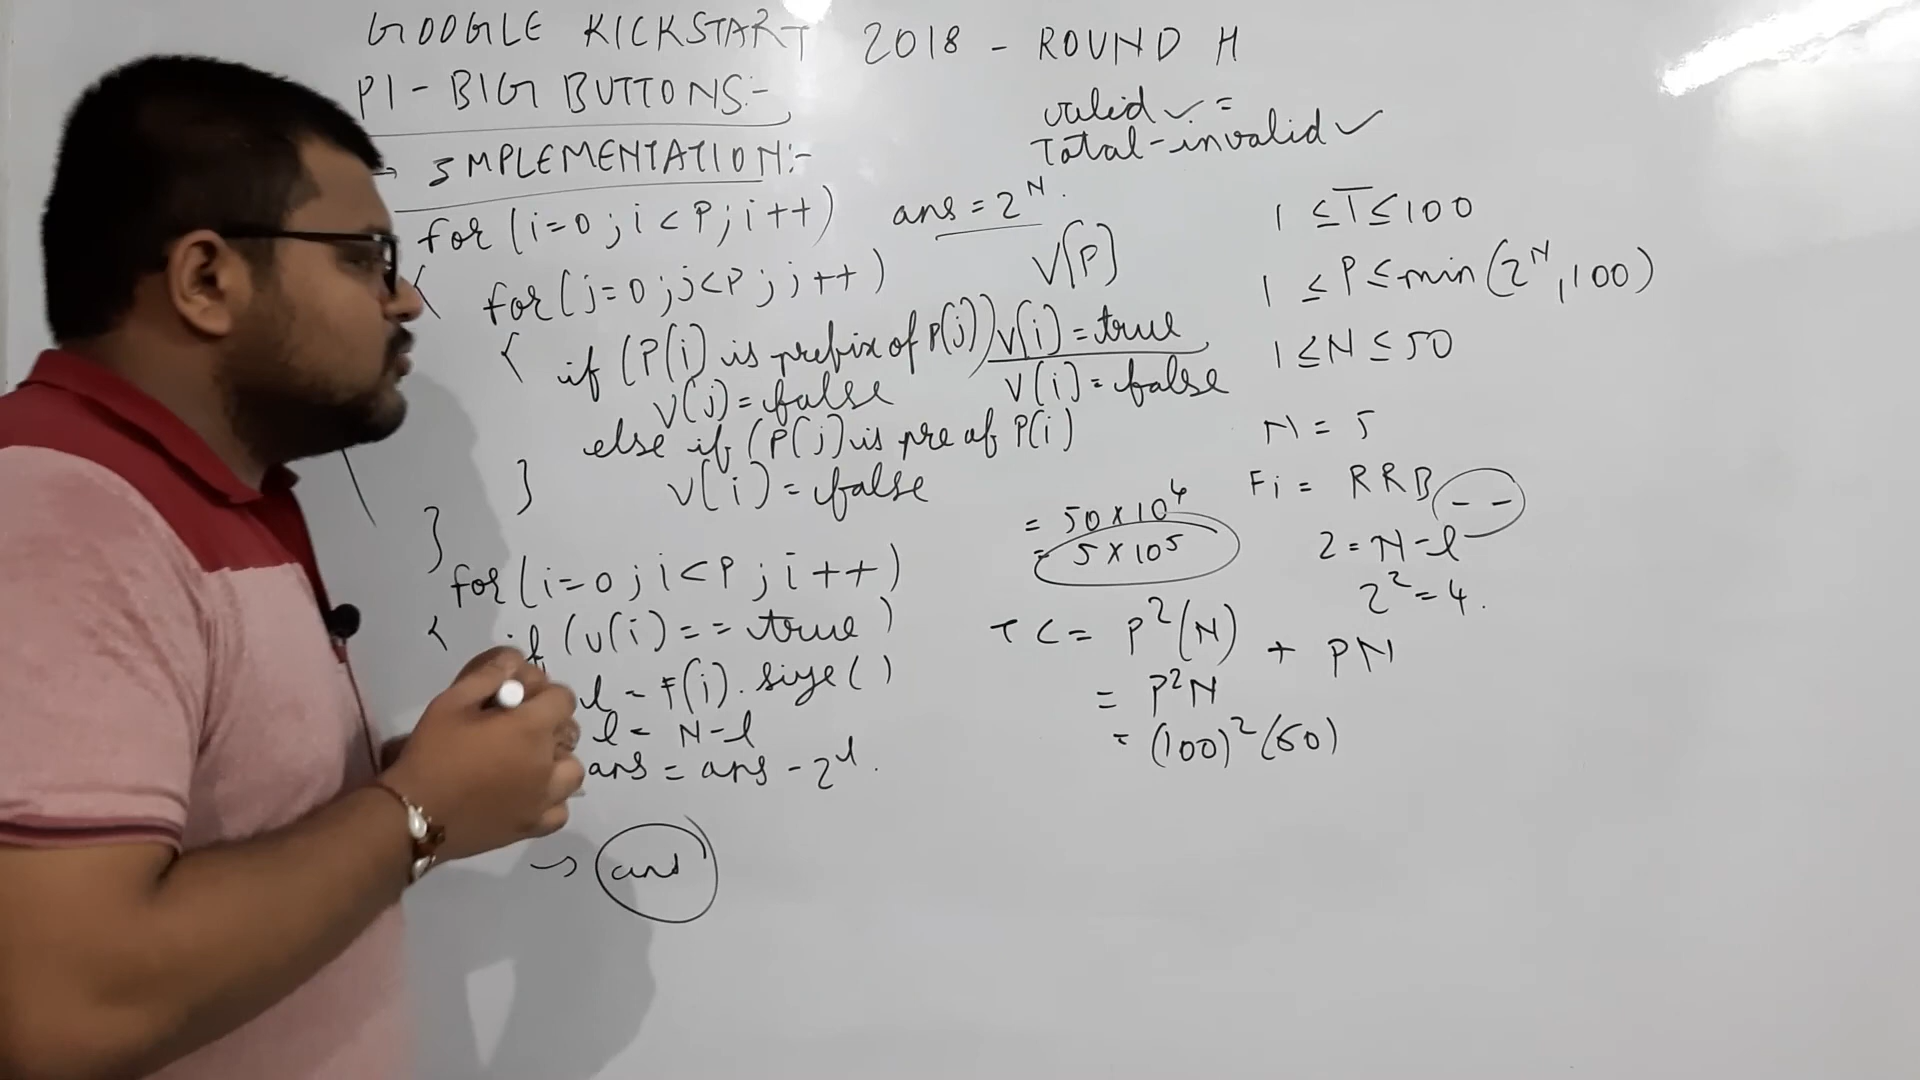 GOOGLE KICKSTART 2018 - ROUND H
P1 - BIG BUTTONS:-
→ IMPLEMENTATION:-
for (i=0; i<P; i++)
{ for (j=0; j<P; j++)
{ if (P(i) is prefix of P(j)) V(i)=true
V(j)=false V(i)=false
else if (P(j) is pre of P(i)
V(i)=false
}
}
for (i=0; i<P; i++)
{ if (v(i)==true)
l = F(i).size()
l = N-l
ans = ans - 2^l.
→ ans
valid ✓ =
Total-invalid ✓
ans = 2^N.
V[P]
1 ≤ T ≤ 100
1 ≤ P ≤ min(2^N, 100)
1 ≤ N ≤ 50
N = 5
Fi = RRB _ _
2 = N-l
2^2 = 4.
= 50 x 10^4
= 5 x 10^5
TC = P^2(N) + PN
= P^2N
= (100)^2(50)